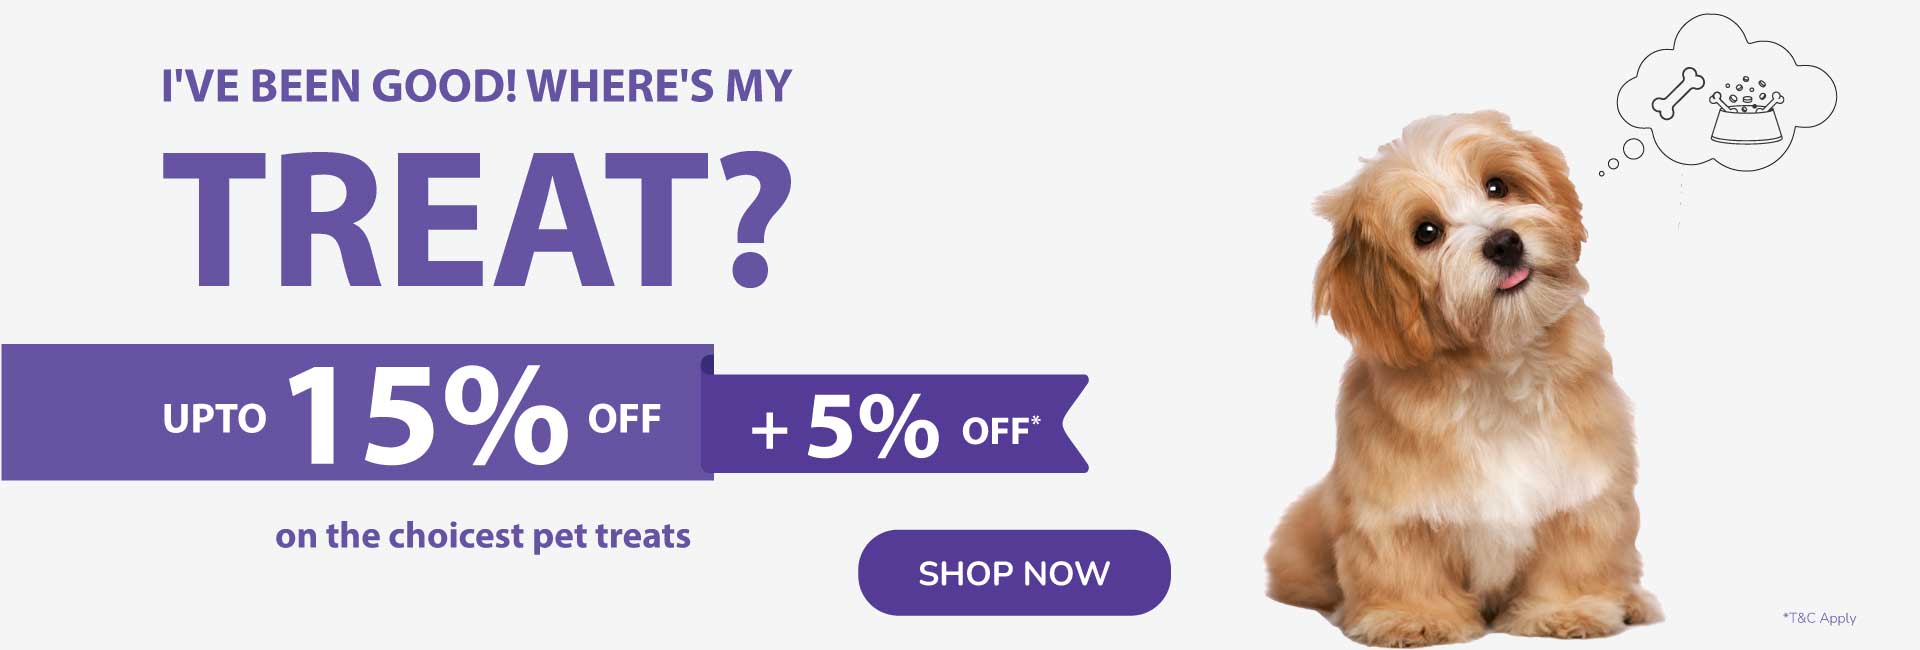 I'VE BEEN GOOD! WHERE'S MY
TREAT?
UPTO 15% OFF + 5% OFF*
on the choicest pet treats
SHOP NOW
*T&C Apply